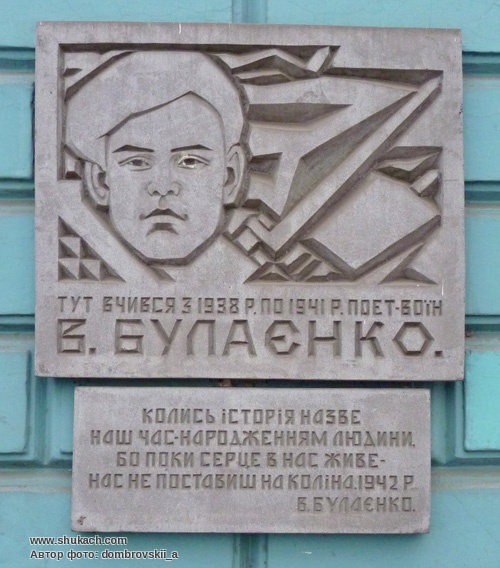 ТУТ ВЧИВСЯ З 1938 Р. ПО 1941 Р. ПОЕТ-ВОЇН
В. БУЛАЄНКО.
КОЛИСЬ ІСТОРІЯ НАЗВЕ
НАШ ЧАС-НАРОДЖЕННЯМ ЛЮДИНИ,
БО ПОКИ СЕРЦЕ В НАС ЖИВЕ-
НАС НЕ ПОСТАВИШ НА КОЛІНА. 1942 Р.
В. БУЛАЄНКО.
www.shukach.com
Автор фото: dombrovskii_a